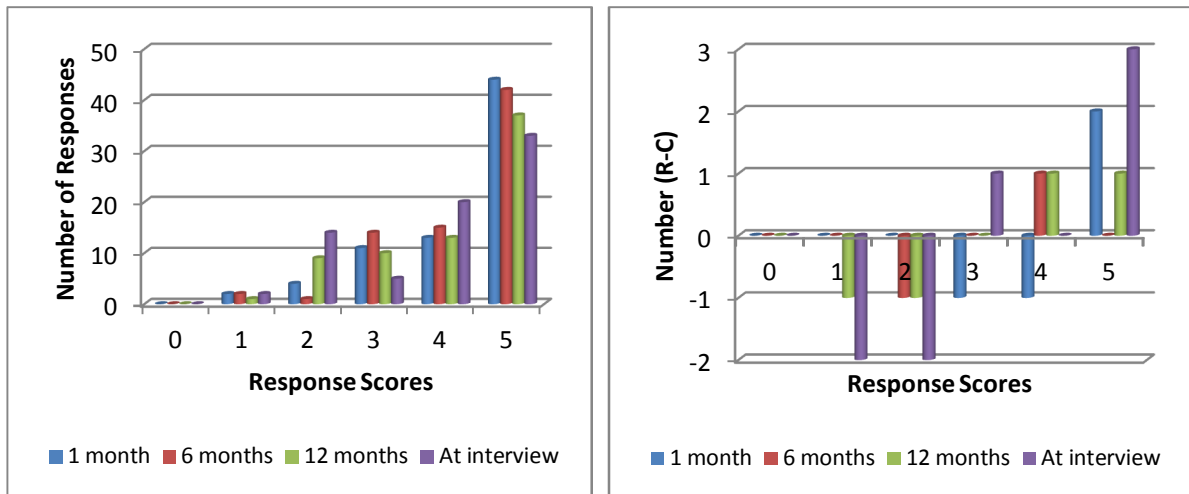 50
40
30
20
10
0
Number of Responses
0 1 2 3 4 5
Response Scores
1 month 6 months 12 months At interview
3
2
1
0
-1
-2
Number (R-C)
0 1 2 3 4 5
Response Scores
1 month 6 months 12 months At interview